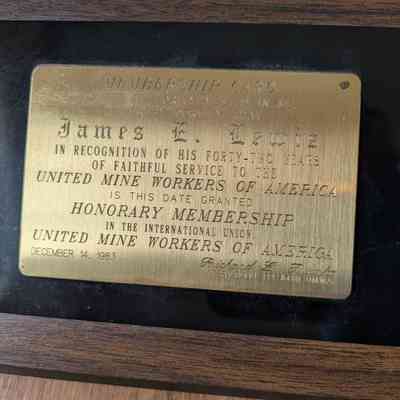 MEMBERSHIP CARD
James E. Lewis
IN RECOGNITION OF HIS FORTY-TWO YEARS
OF FAITHFUL SERVICE TO THE
UNITED MINE WORKERS OF AMERICA
IS THIS DATE GRANTED
HONORARY MEMBERSHIP
IN THE INTERNATIONAL UNION
UNITED MINE WORKERS OF AMERICA
DECEMBER 14, 1983